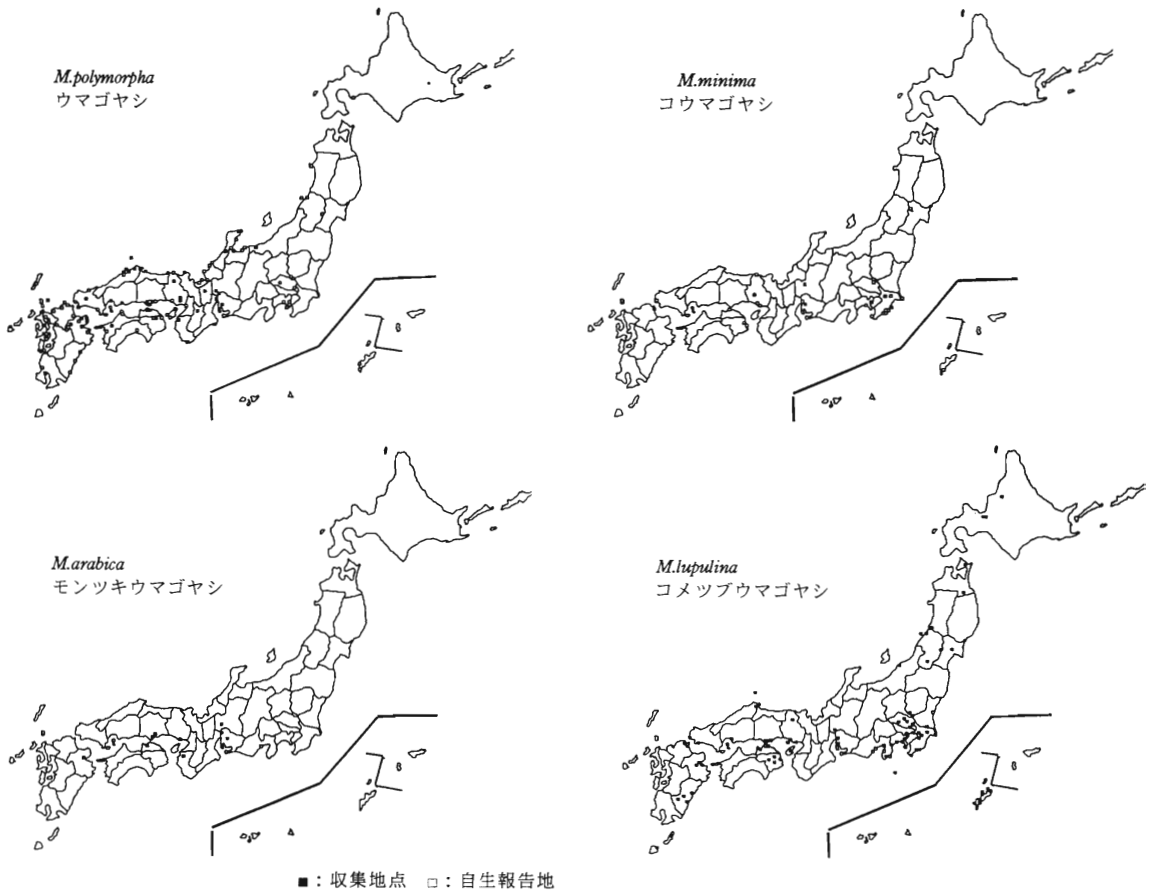 M.polymorpha
ウマゴヤシ
M.minima
コウマゴヤシ
M.arabica
モンツキウマゴヤシ
M.lupulina
コメツブウマゴヤシ
■：収集地点　□：自生報告地